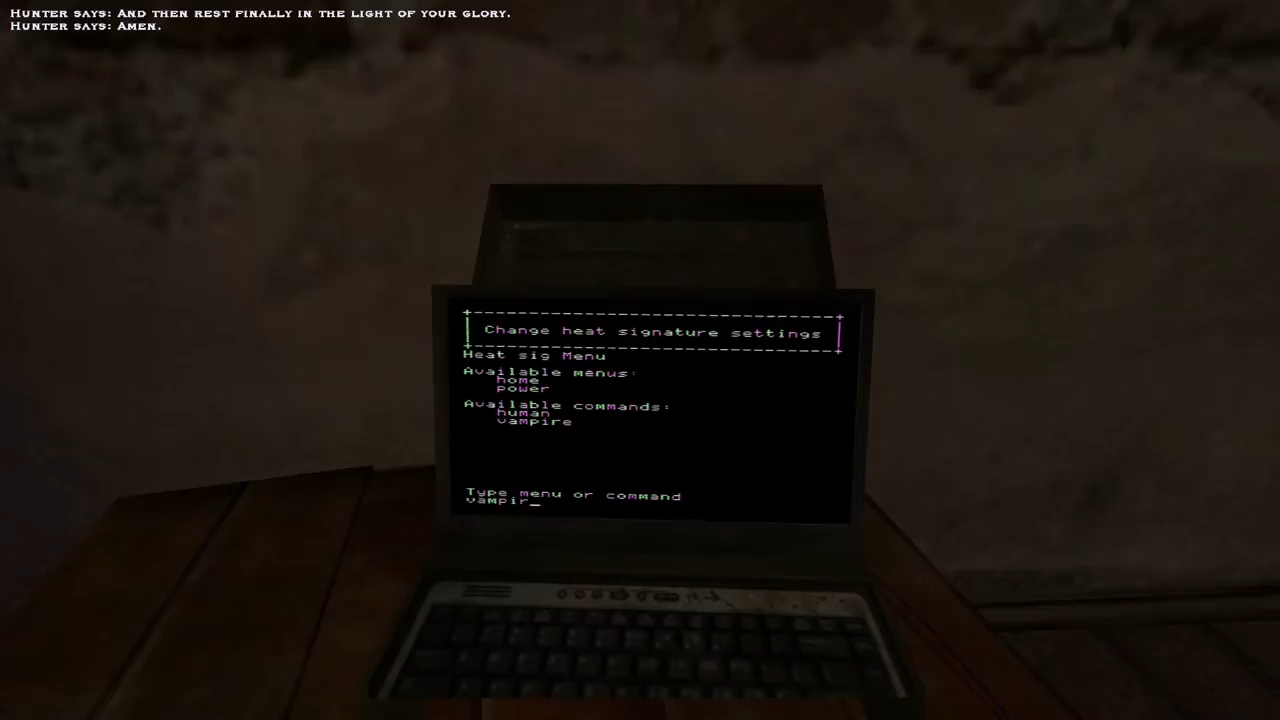 Hunter says: And then rest finally in the light of your glory.
Hunter says: Amen.
Change heat signature settings
Heat sig Menu
Available menus:
home
power
Available commands:
human
vampire
Type menu or command
vampir_